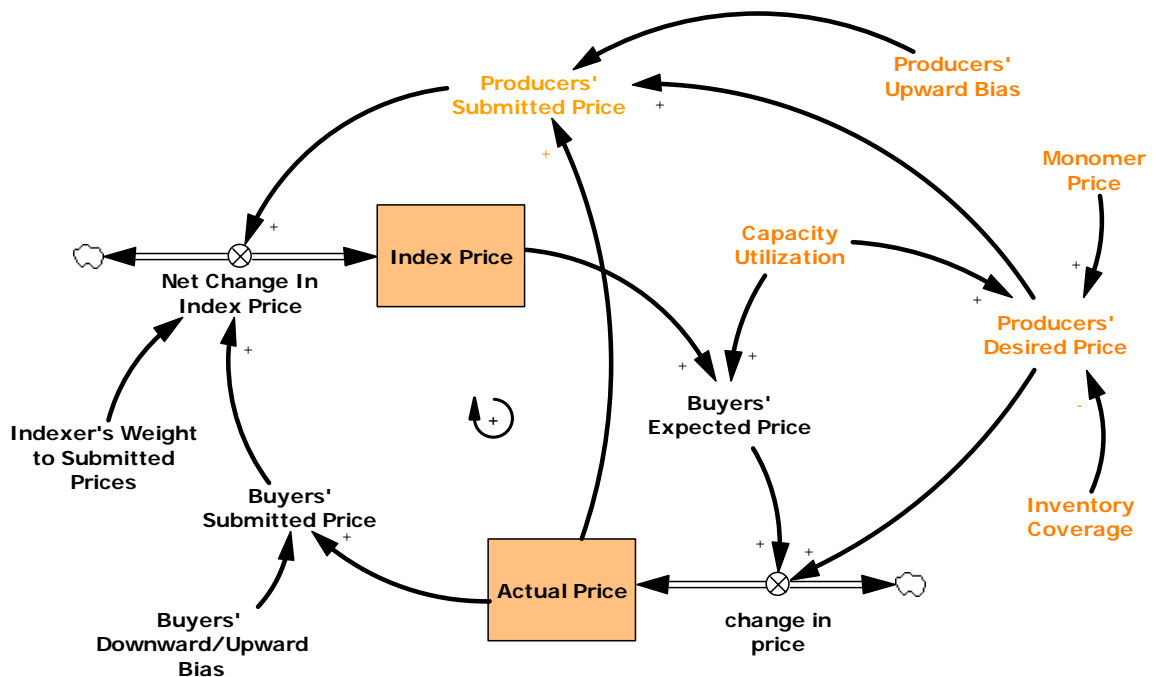 Producers'
Upward Bias
Producers'
Submitted Price
+
+
Monomer
Price
+
Capacity
Utilization
Index Price
+
Net Change In
Index Price
+
+
Producers'
Desired Price
+
+
+
Buyers'
Expected Price
-
+
Indexer's Weight
to Submitted
Prices
Buyers'
Submitted Price
+
Inventory
Coverage
+
+
Actual Price
change in
price
Buyers'
Downward/Upward
Bias